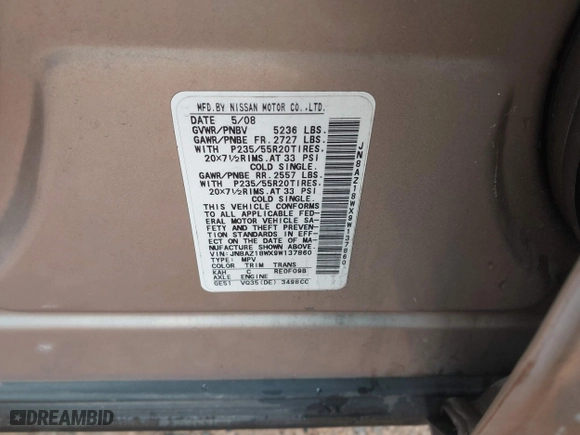 MFD.BY NISSAN MOTOR CO.,LTD.
DATE 5/08
GVWR/PNBV 5236 LBS.
GAWR/PNBE FR. 2727 LBS.
WITH P235/55R20TIRES.
20×7½RIMS.AT 33 PSI
COLD SINGLE.
GAWR/PNBE RR. 2557 LBS.
WITH P235/55R20TIRES.
20×7½RIMS.AT 33 PSI
COLD SINGLE.
THIS VEHICLE CONFORMS
TO ALL APPLICABLE FED-
ERAL MOTOR VEHICLE SA-
FETY AND THEFT PREVEN-
TION STANDARDS IN EFF-
ECT ON THE DATE OF MA-
NUFACTURE SHOWN ABOVE.
VIN:JN8AZ18WX9W137860
TYPE: MPV
COLOR TRIM TRANS
KAH C RE0F09B
AXLE ENGINE
GE51 VQ35(DE) 3498CC
JN8AZ18WX9W137860
DREAMBID